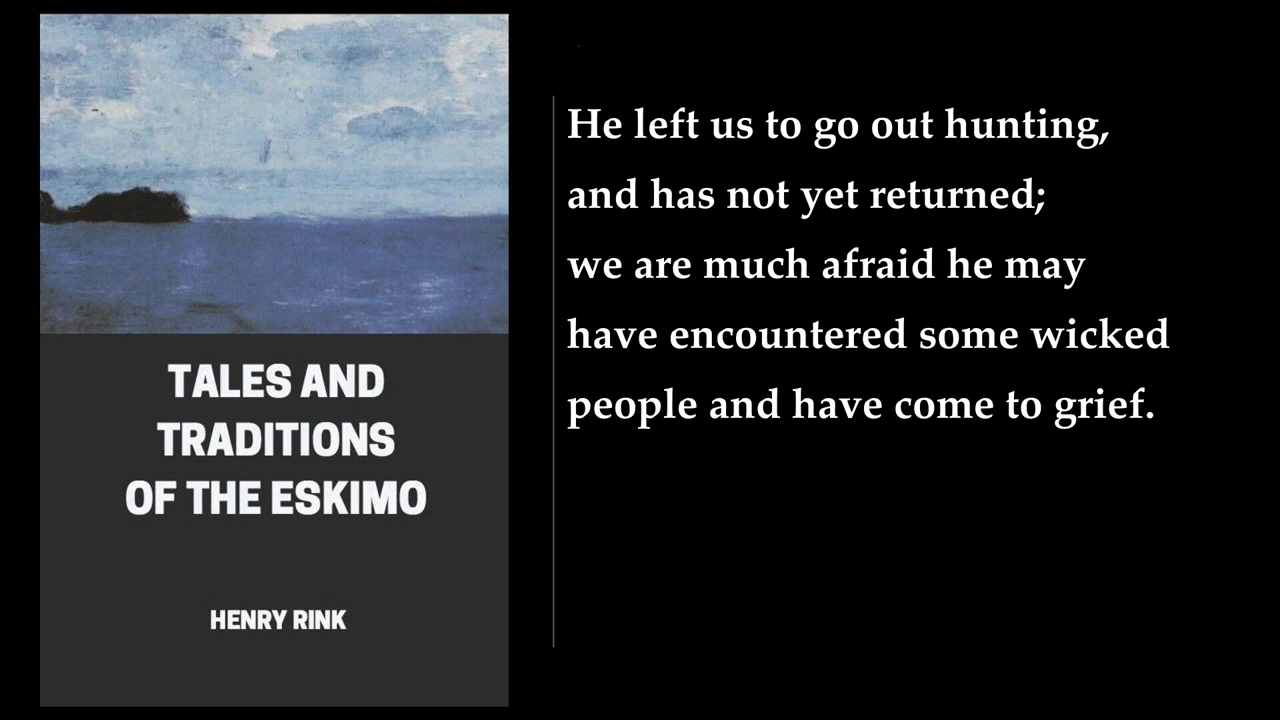 TALES AND
TRADITIONS
OF THE ESKIMO
HENRY RINK
He left us to go out hunting,
and has not yet returned;
we are much afraid he may
have encountered some wicked
people and have come to grief.